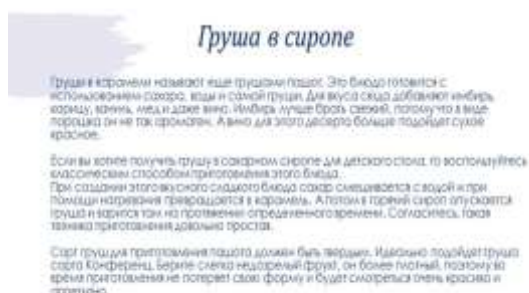 Груша в сиропе
Груши в карамели называют еще грушами пашот. Это блюдо готовится с
использованием сахара, воды и самой груши. Для вкуса сюда добавляют имбирь,
корицу, ваниль, мед и даже вино. Имбирь лучше брать свежий, потому что в виде
порошка он не так ароматен. А вино для этого десерта больше подойдет сухое
красное.
Если вы хотите получить грушу в сахарном сиропе для детского стола, то воспользуйтесь
классическим способом приготовления этого блюда.
При создании этого вкусного сладкого блюда сахар смешивается с водой и при
помощи нагревания превращается в карамель. А потом в горячий сироп опускается
груша и варится там на протяжении определенного времени. Согласитесь, такая
техника приготовления довольно простая.
Сорт груш для приготовления пашота должен быть твердым. Идеально подойдет груша
сорта Конференц. Берите слегка недозрелый фрукт, он более плотный, поэтому во
время приготовления не потеряет свою форму и будет смотреться очень красиво и